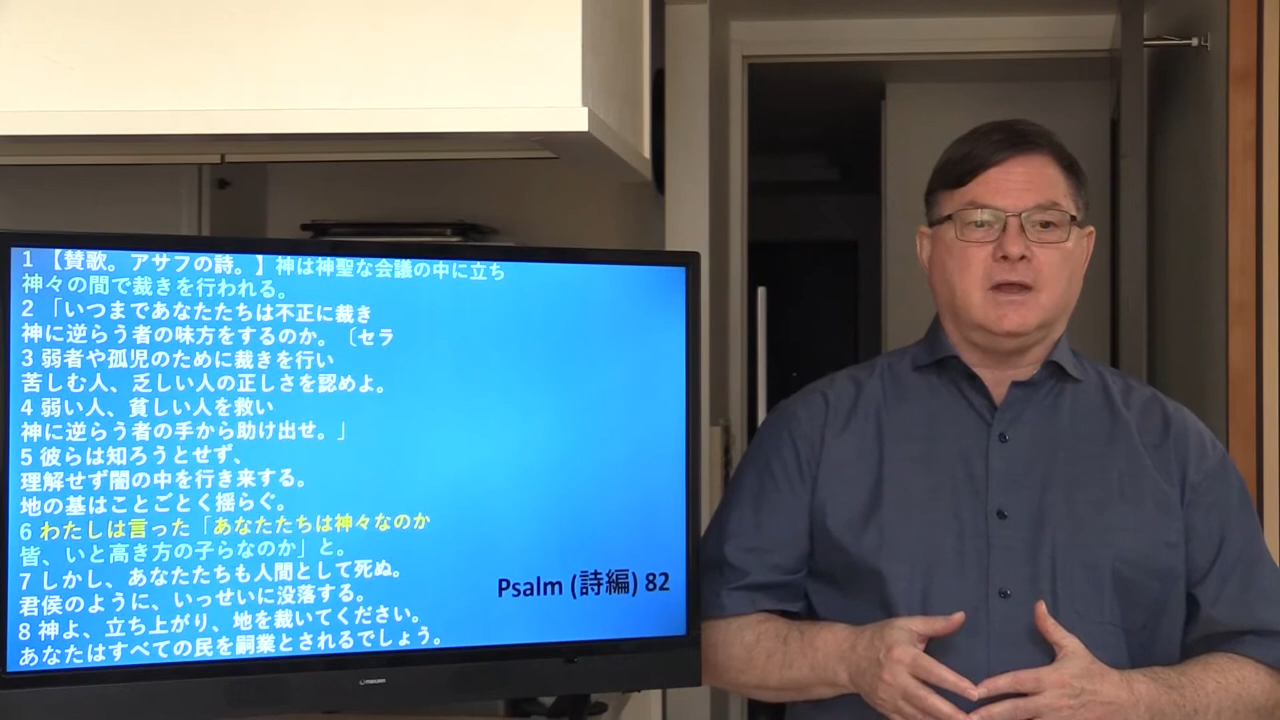 1 【賛歌。アサフの詩。】神は神聖な会議の中に立ち
神々の間で裁きを行われる。
2 「いつまであなたたちは不正に裁き
神に逆らう者の味方をするのか。〔セラ
3 弱者や孤児のために裁きを行い
苦しむ人、乏しい人の正しさを認めよ。
4 弱い人、貧しい人を救い
神に逆らう者の手から助け出せ。」
5 彼らは知ろうとせず、
理解せず闇の中を行き来する。
地の基はことごとく揺らぐ。
6 わたしは言った「あなたたちは神々なのか
皆、いと高き方の子らなのか」と。
7 しかし、あなたたちも人間として死ぬ。
君侯のように、いっせいに没落する。
8 神よ、立ち上がり、地を裁いてください。
あなたはすべての民を嗣業とされるでしょう。
Psalm (詩編) 82